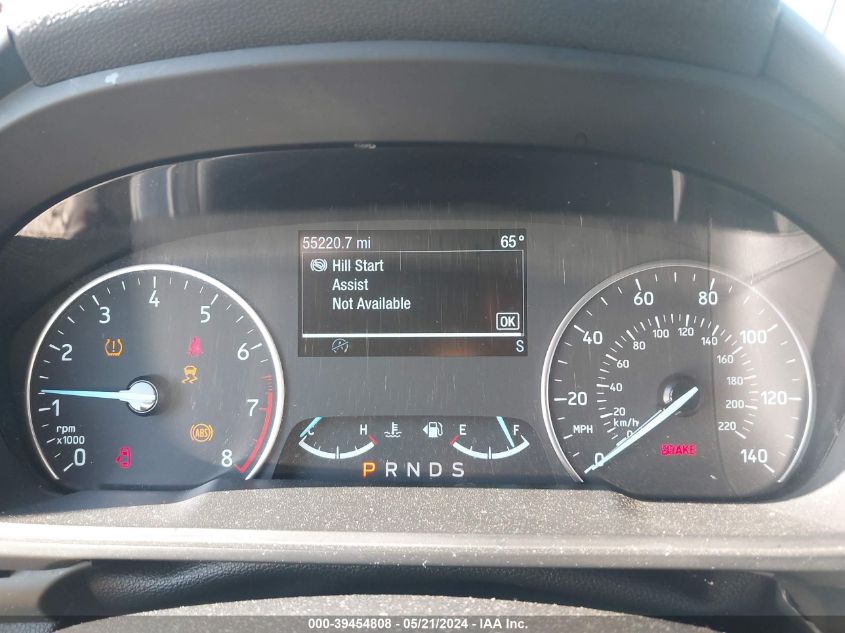 55220.7 mi 65°
Hill Start
Assist
Not Available
OK
S
0 1 2 3 4 5 6 7 8
rpm
x1000
ABS
C H E F
P R N D S
0 20 40 60 80 100 120 140
MPH
0 20 40 60 80 100 120 140 160 180 200 220
km/h
BRAKE
000-39454808 - 05/21/2024 - IAA Inc.